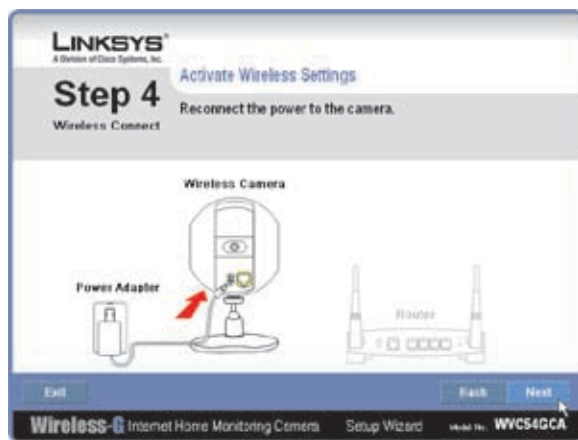 LINKSYS®
A Division of Cisco Systems, Inc.
Step 4
Wireless Connect
Activate Wireless Settings
Reconnect the power to the camera.
Wireless Camera
Power Adapter
Router
Exit
Back
Next
Wireless-G Internet Home Monitoring Camera Setup Wizard Model No. WVC54GCA